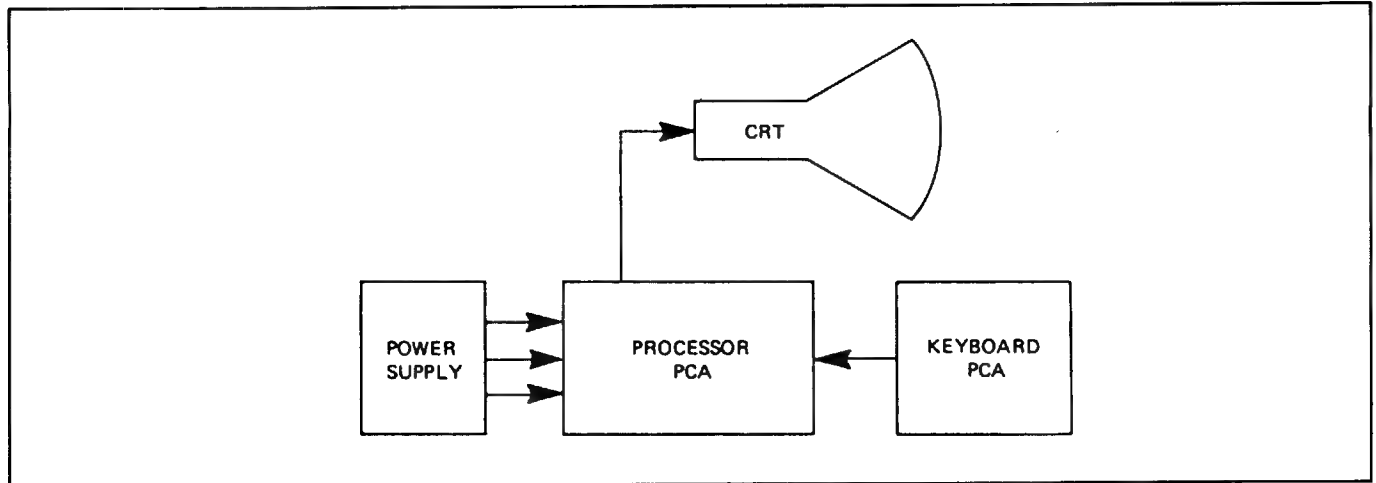 CRT
POWER
SUPPLY
PROCESSOR
PCA
KEYBOARD
PCA